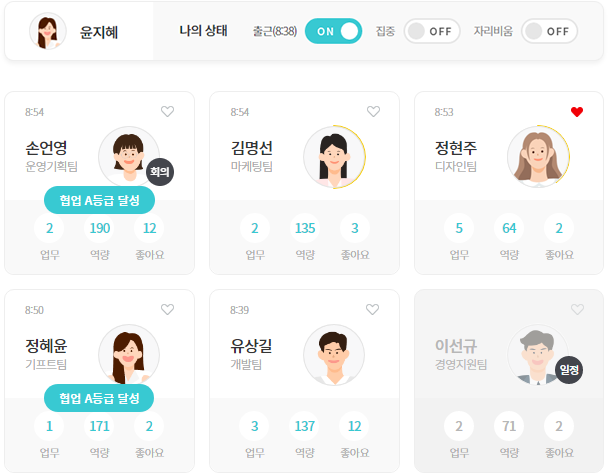 윤지혜 나의 상태 출근(8:38) ON 집중 OFF 자리비움 OFF
8:54
손언영
운영기획팀
회의
협업 A등급 달성
2 190 12
업무 역량 좋아요
8:54
김명선
마케팅팀
2 135 3
업무 역량 좋아요
8:53
정현주
디자인팀
5 64 2
업무 역량 좋아요
8:50
정혜윤
기프트팀
협업 A등급 달성
1 171 2
업무 역량 좋아요
8:39
유상길
개발팀
3 137 12
업무 역량 좋아요
이선규
경영지원팀
일정
2 71 2
업무 역량 좋아요